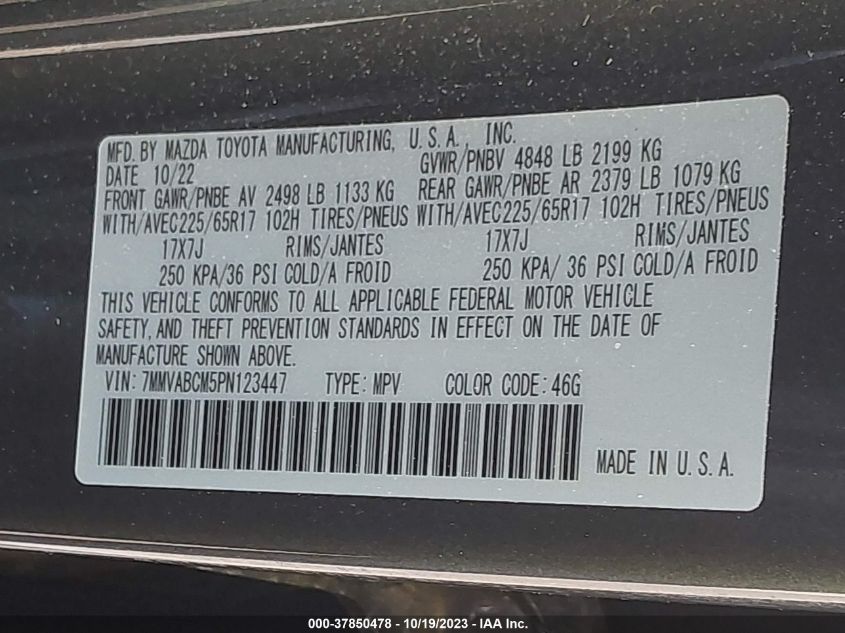 MFD. BY MAZDA TOYOTA MANUFACTURING, U.S.A., INC.
DATE 10/22 GVWR/PNBV 4848 LB 2199 KG
FRONT GAWR/PNBE AV 2498 LB 1133 KG REAR GAWR/PNBE AR 2379 LB 1079 KG
WITH/AVEC225/65R17 102H TIRES/PNEUS WITH/AVEC225/65R17 102H TIRES/PNEUS
17X7J RIMS/JANTES 17X7J RIMS/JANTES
250 KPA/36 PSI COLD/A FROID 250 KPA/ 36 PSI COLD/A FROID
THIS VEHICLE CONFORMS TO ALL APPLICABLE FEDERAL MOTOR VEHICLE
SAFETY, AND THEFT PREVENTION STANDARDS IN EFFECT ON THE DATE OF
MANUFACTURE SHOWN ABOVE.
VIN: 7MMVABCM5PN123447 TYPE: MPV COLOR CODE: 46G
MADE IN U.S.A.
000-37850478 - 10/19/2023 - IAA Inc.